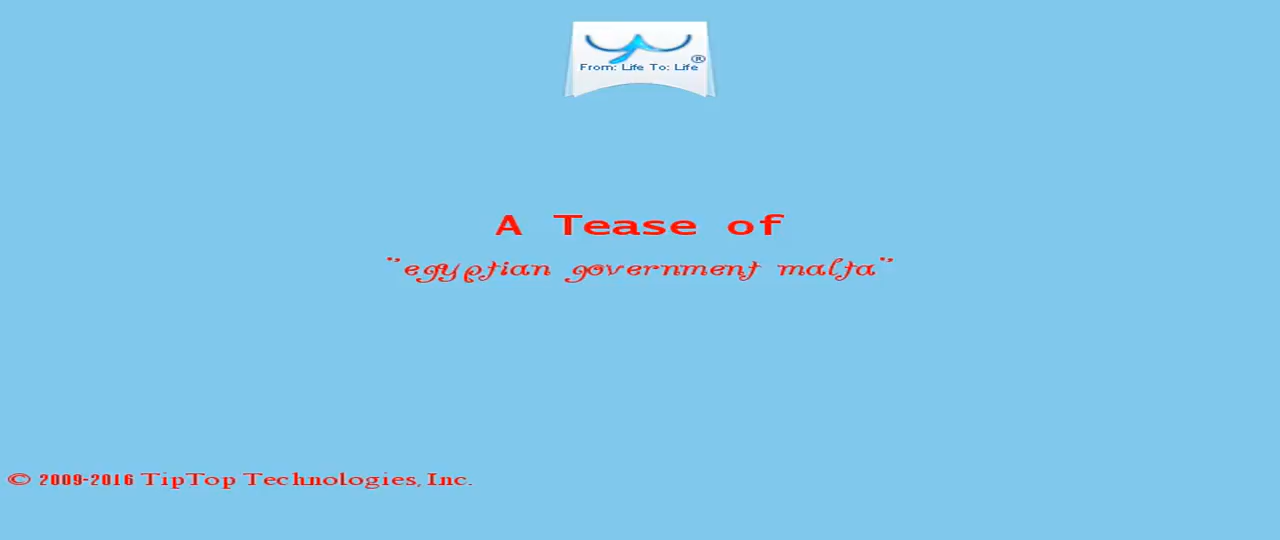 From: Life To: Life®
A Tease of
"egyptian government malta"
© 2009-2016 TipTop Technologies, Inc.